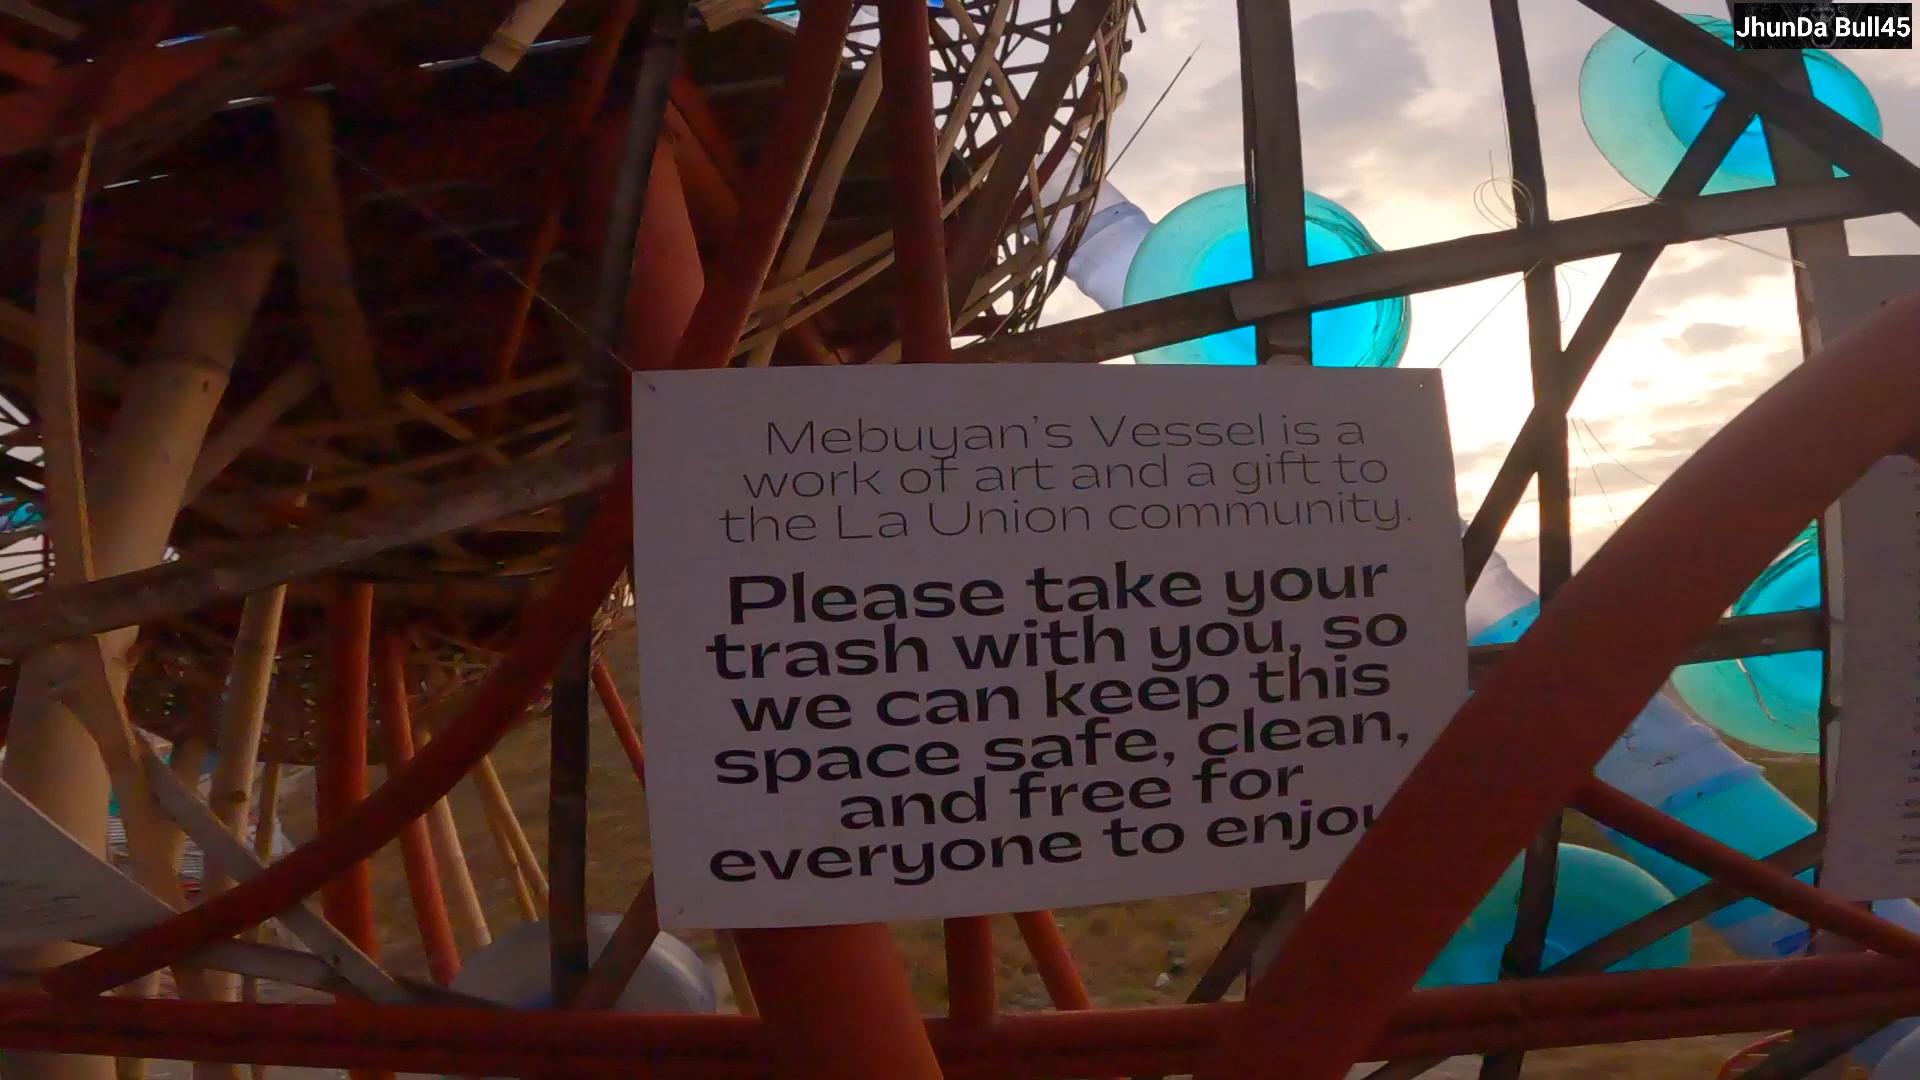 JhunDa Bull45
Mebuyan's Vessel is a
work of art and a gift to
the La Union community.
Please take your
trash with you, so
we can keep this
space safe, clean,
and free for
everyone to enjoy